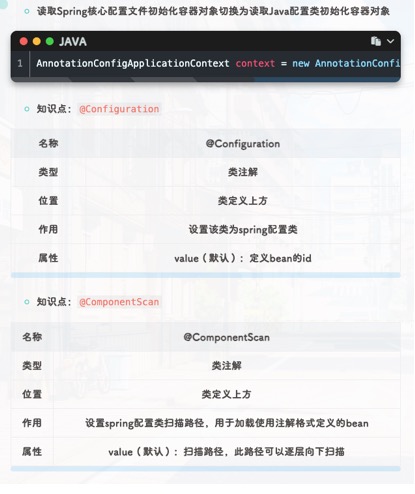 读取Spring核心配置文件初始化容器对象切换为读取Java配置类初始化容器对象
JAVA
1 AnnotationConfigApplicationContext context = new AnnotationConfi
知识点：@Configuration
名称 @Configuration
类型 类注解
位置 类定义上方
作用 设置该类为spring配置类
属性 value（默认）：定义bean的id
知识点：@ComponentScan
名称 @ComponentScan
类型 类注解
位置 类定义上方
作用 设置spring配置类扫描路径，用于加载使用注解格式定义的bean
属性 value（默认）：扫描路径，此路径可以逐层向下扫描